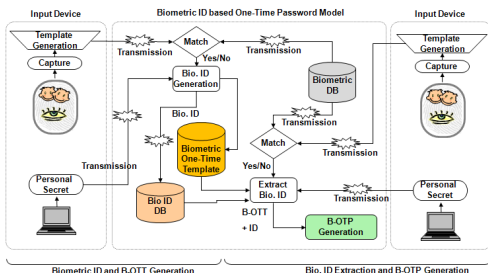 Input Device
Biometric ID based One-Time Password Model
Input Device
Template
Generation
Transmission
Match
Transmission
Template
Generation
Capture
Yes/No
Capture
Bio. ID
Generation
Biometric
DB
Transmission
Bio. ID
Transmission
Match
Transmission
Biometric
One-Time
Template
Transmission
Yes/No
Personal
Secret
Bio ID
DB
Extract
Bio. ID
Transmission
Personal
Secret
B-OTT
+ ID
B-OTP
Generation
Biometric ID and B-OTT Generation
Bio. ID Extraction and B-OTP Generation